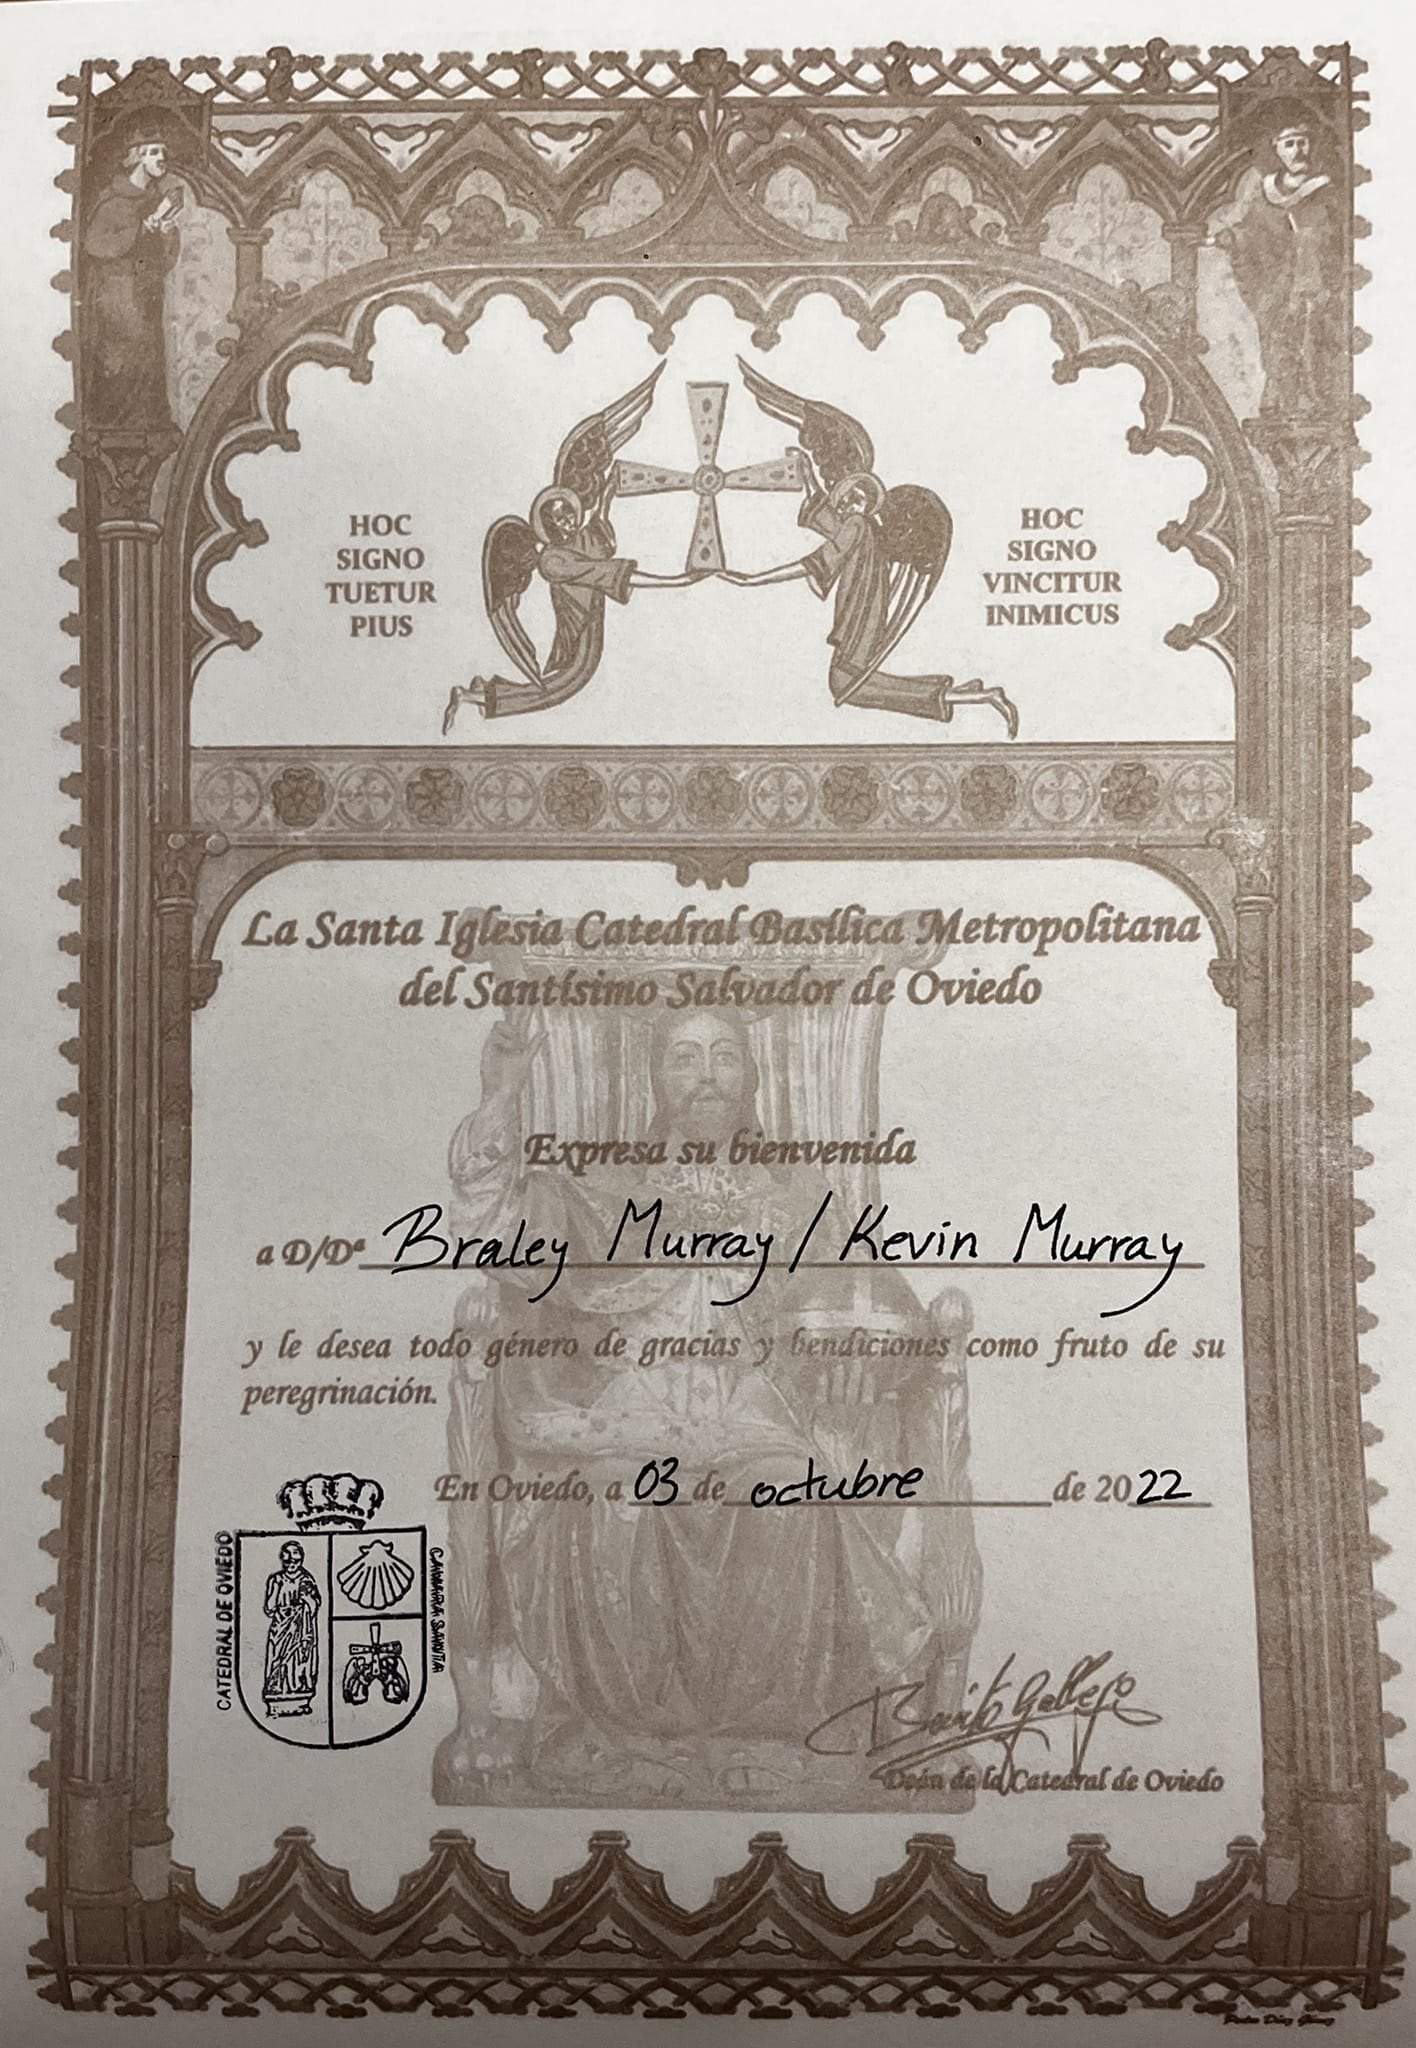 HOC
SIGNO
TUETUR
PIUS
HOC
SIGNO
VINCITUR
INIMICUS
La Santa Iglesia Catedral Basílica Metropolitana
del Santísimo Salvador de Oviedo
Expresa su bienvenida
a D/Dª Braley Murray / Kevin Murray
y le desea todo género de gracias y bendiciones como fruto de su
peregrinación.
En Oviedo, a 03 de octubre de 2022
CATEDRAL DE OVIEDO
CAMARA SANTA
Benito Gallego
Deán de la Catedral de Oviedo